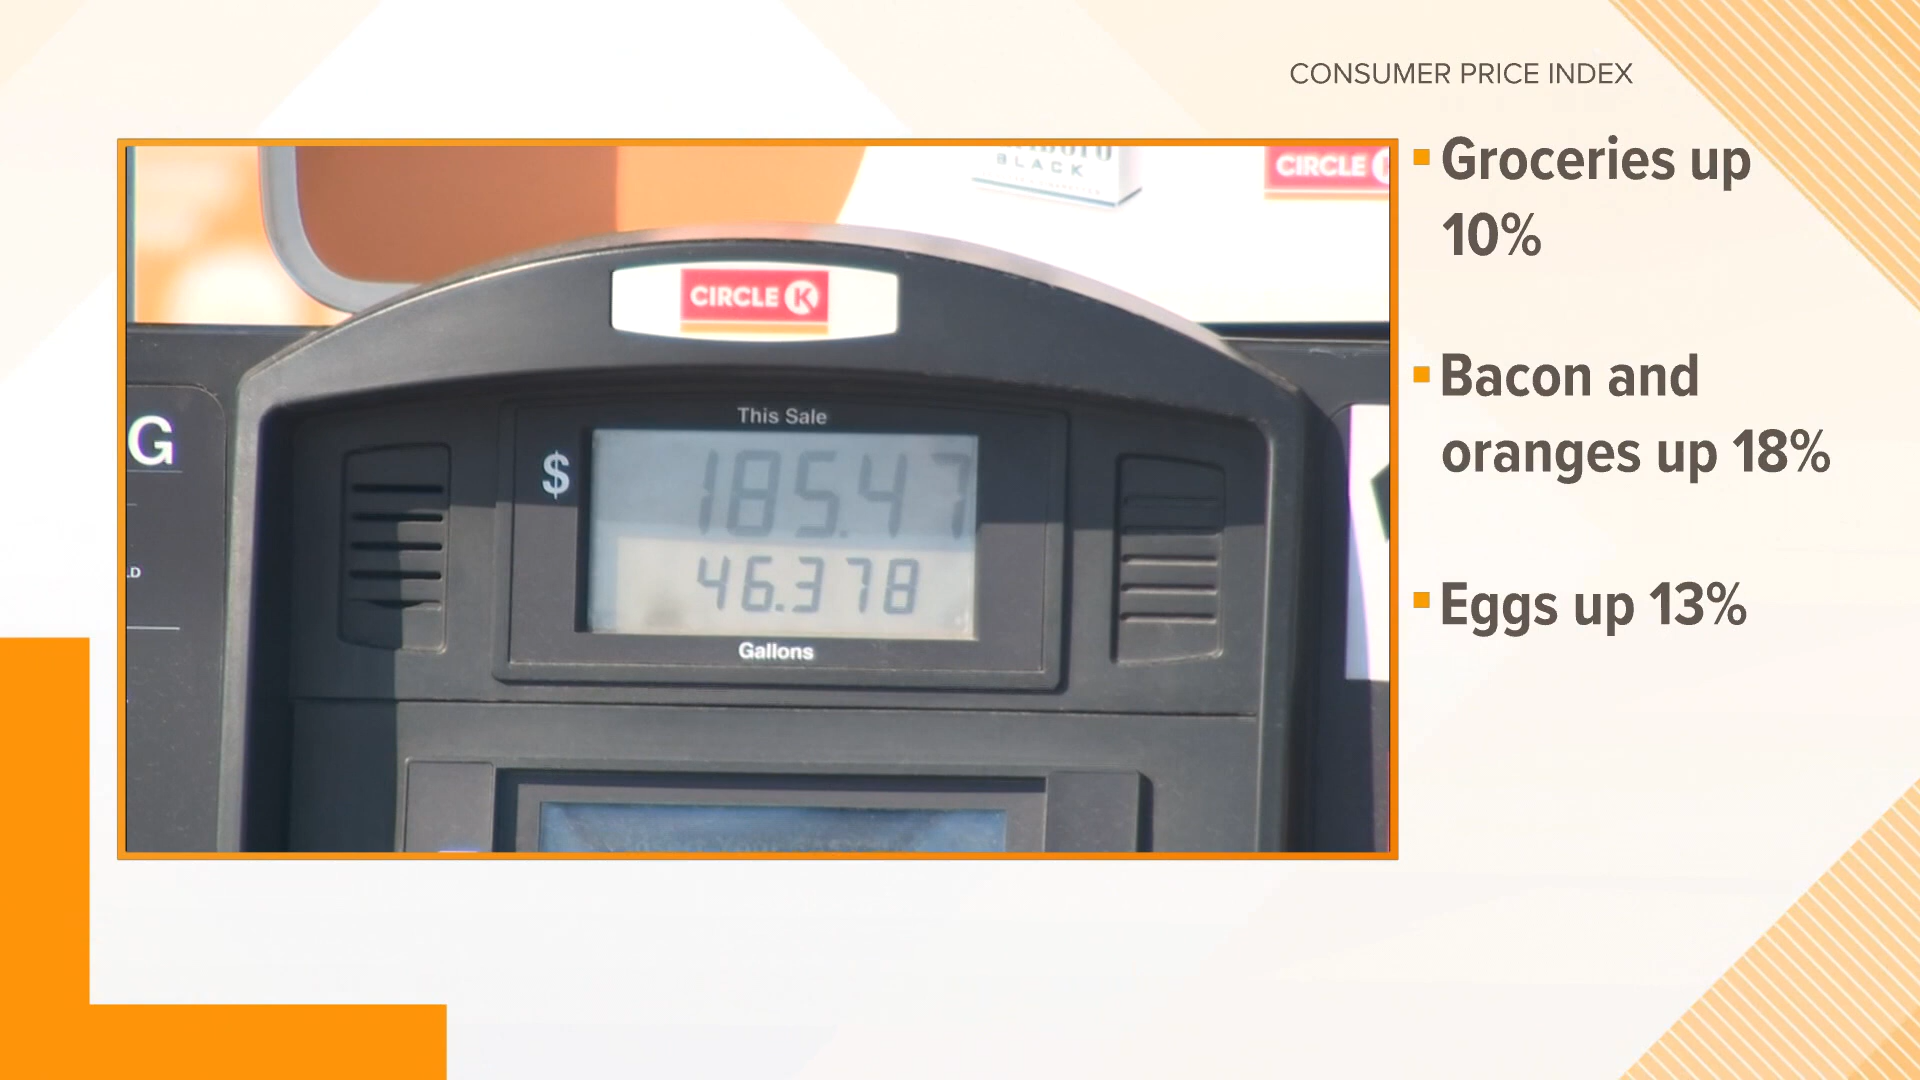 CONSUMER PRICE INDEX
Groceries up
10%
Bacon and
oranges up 18%
Eggs up 13%
BLACK
CIRCLE K
CIRCLE K
This Sale
$ 185.47
46.378
Gallons
G
LD